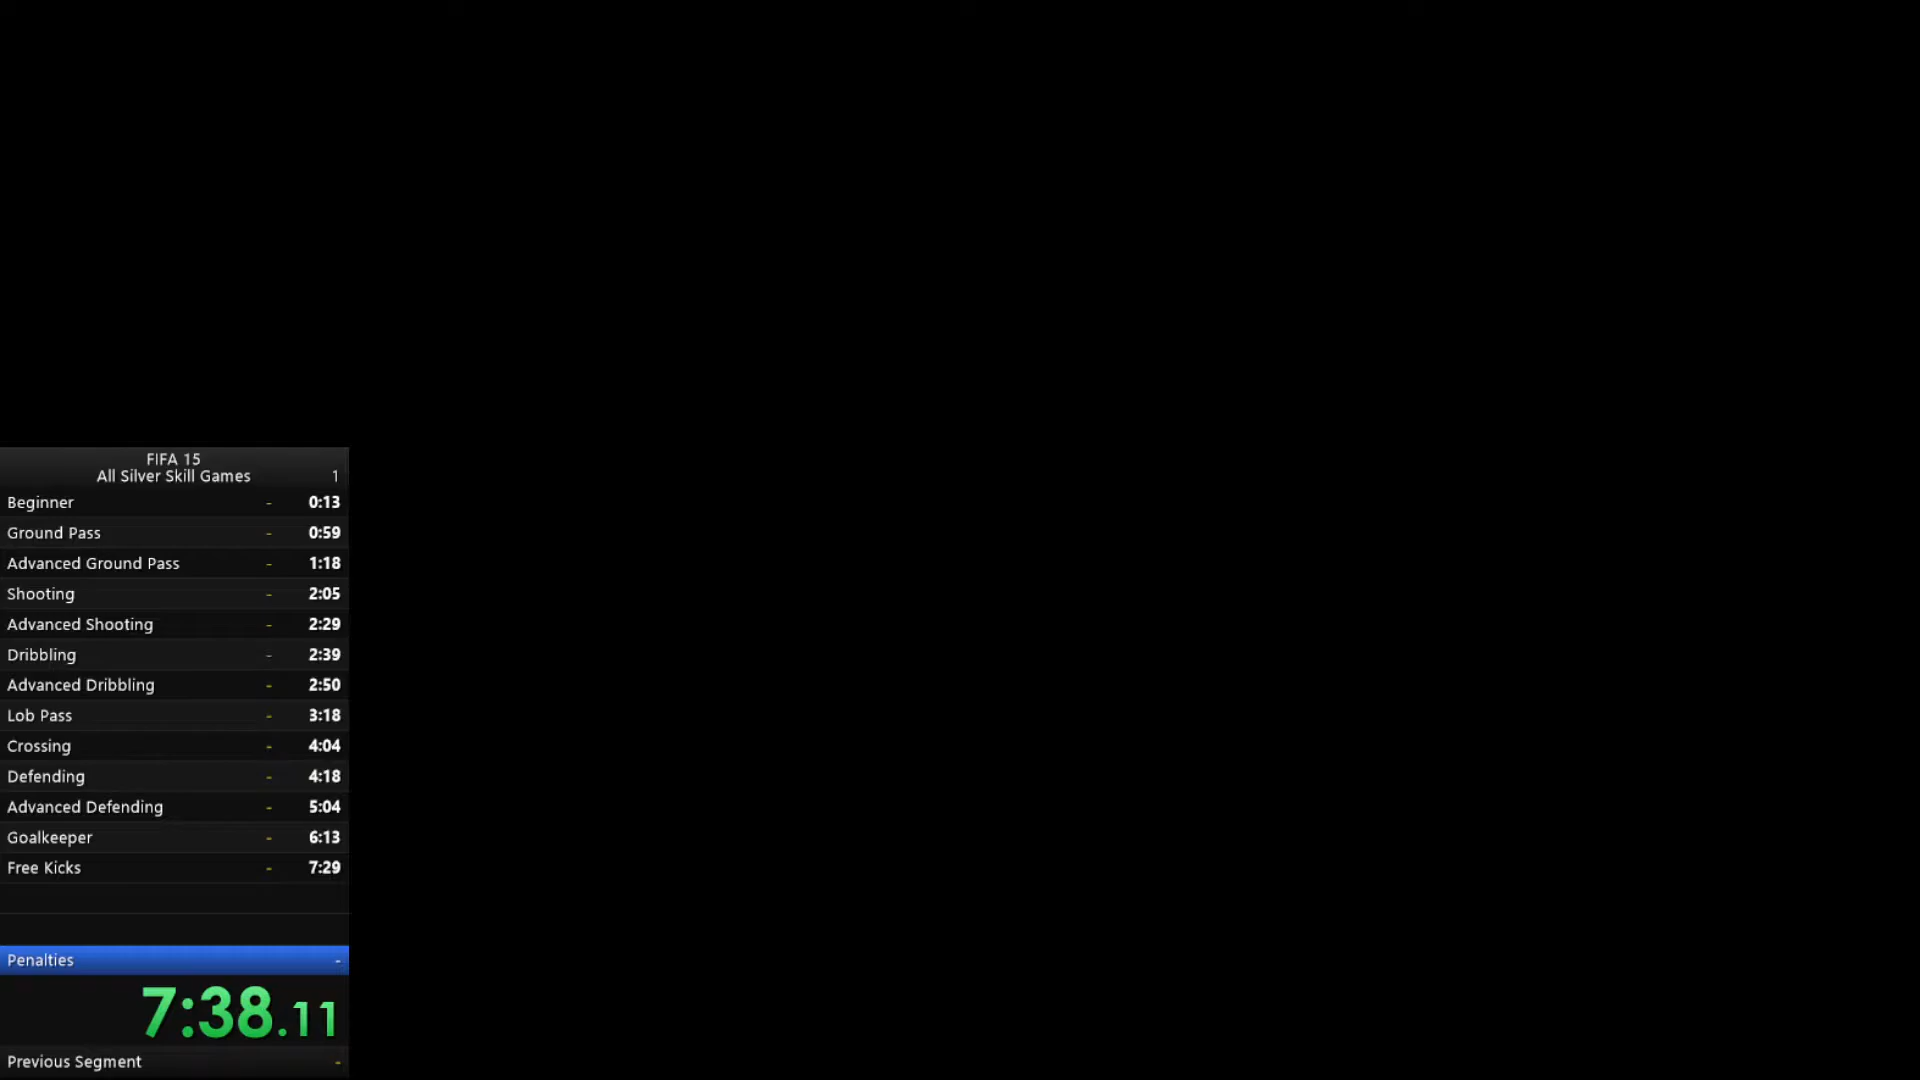 FIFA 15
All Silver Skill Games 1
Beginner - 0:13
Ground Pass - 0:59
Advanced Ground Pass - 1:18
Shooting - 2:05
Advanced Shooting - 2:29
Dribbling - 2:39
Advanced Dribbling - 2:50
Lob Pass - 3:18
Crossing - 4:04
Defending - 4:18
Advanced Defending - 5:04
Goalkeeper - 6:13
Free Kicks - 7:29
Penalties -
7:38.11
Previous Segment -